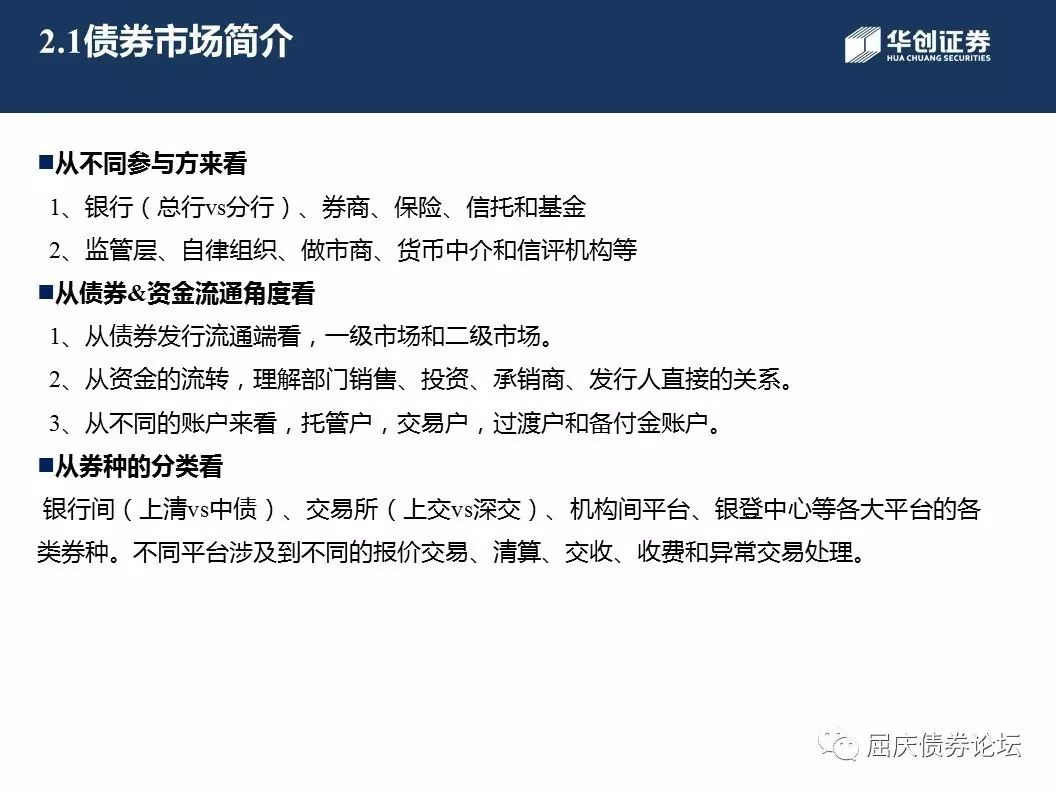 2.1债券市场简介
华创证券
HUA CHUANG SECURITIES
■从不同参与方来看
1、银行（总行vs分行）、券商、保险、信托和基金
2、监管层、自律组织、做市商、货币中介和信评机构等
■从债券&资金流通角度看
1、从债券发行流通端看，一级市场和二级市场。
2、从资金的流转，理解部门销售、投资、承销商、发行人直接的关系。
3、从不同的账户来看，托管户，交易户，过渡户和备付金账户。
■从券种的分类看
银行间（上清vs中债）、交易所（上交vs深交）、机构间平台、银登中心等各大平台的各
类券种。不同平台涉及到不同的报价交易、清算、交收、收费和异常交易处理。
屈庆债券论坛